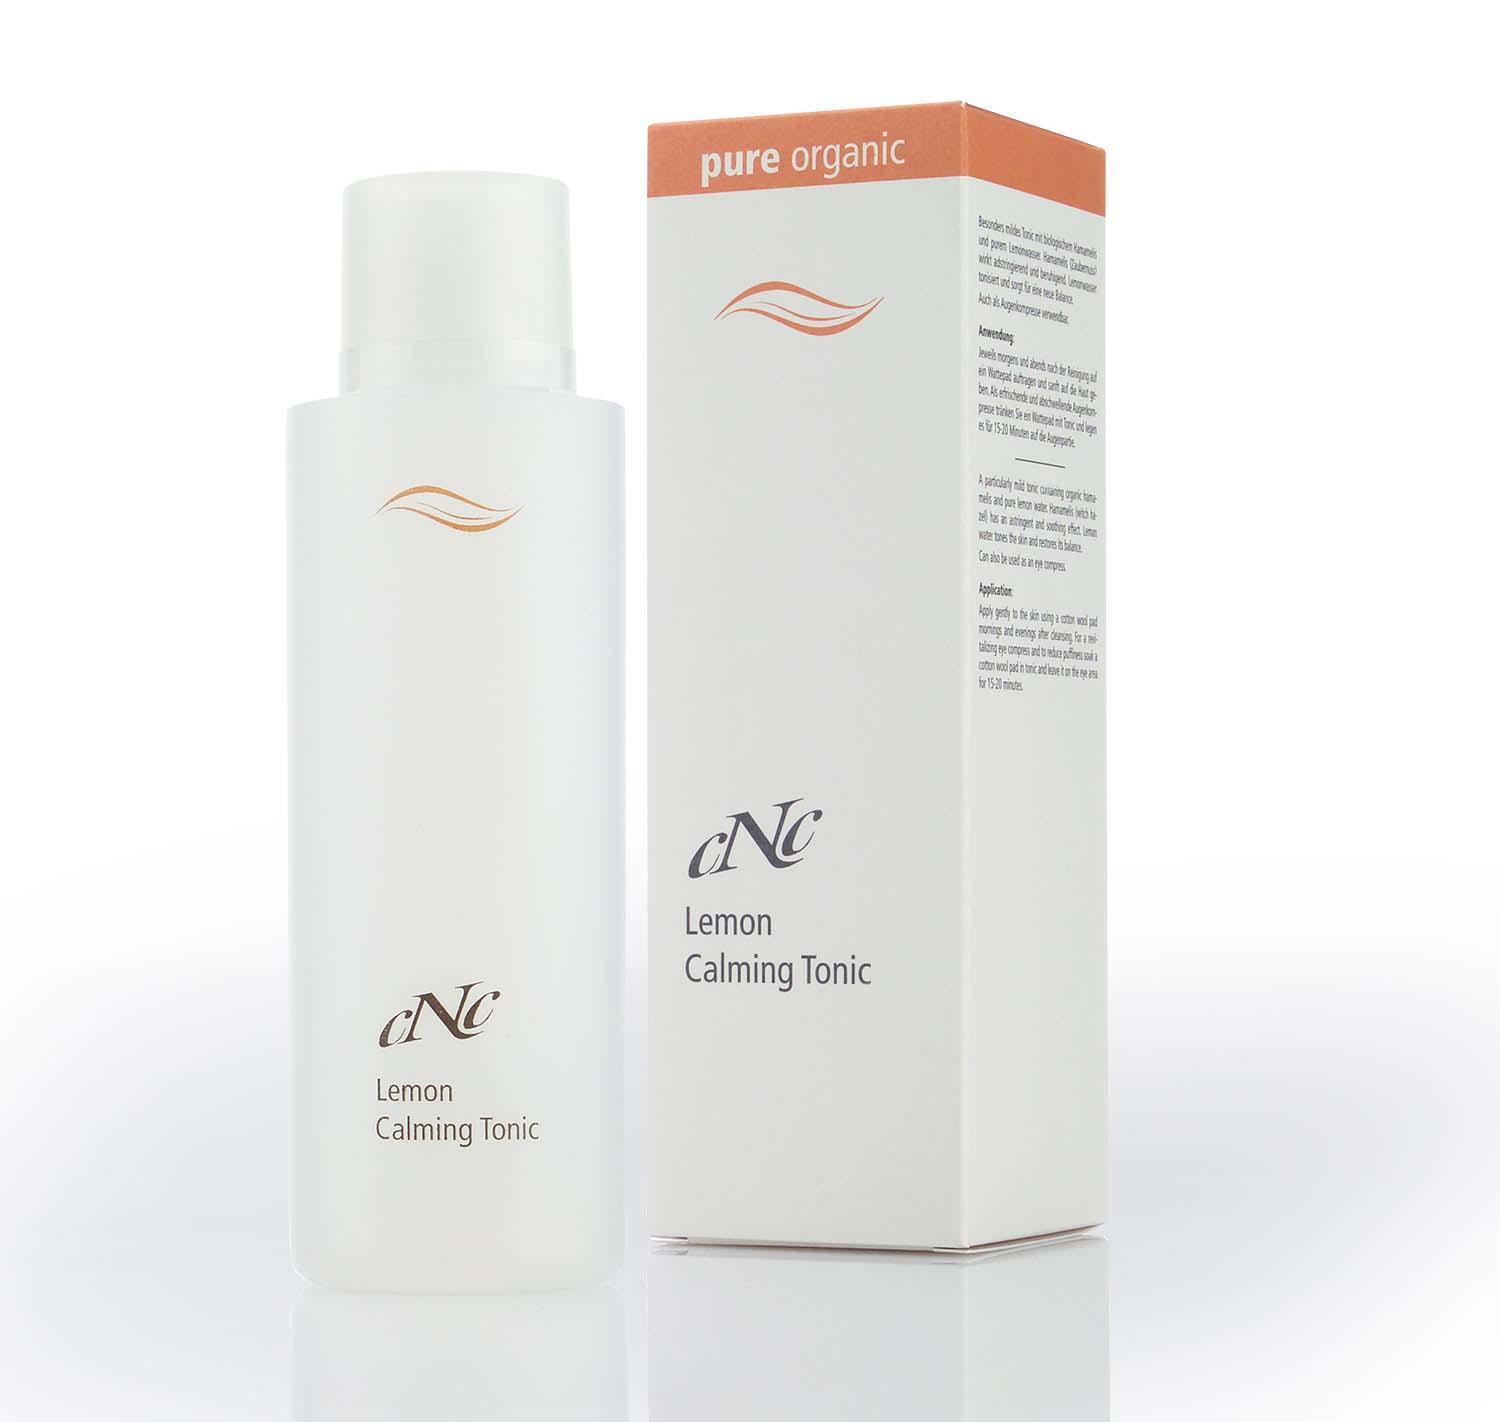 pure organic
cNc
Lemon
Calming Tonic
Besonders mildes Tonic mit biologischem Hamamelis
und purem Lemonwasser. Hamamelis (Zaubernuss)
wirkt adstringierend und beruhigend. Lemonwasser
tonisiert und sorgt für eine neue Balance.
Auch als Augenkompresse verwendbar.
Anwendung:
Jeweils morgens und abends nach der Reinigung auf
ein Wattepad auftragen und sanft auf die Haut ge-
ben. Als erfrischende und abschwellende Augenkom-
presse tränken Sie ein Wattepad mit Tonic und legen
es für 15-20 Minuten auf die Augenpartie.
A particularly mild tonic containing organic hama-
melis and pure lemon water. Hamamelis (witch ha-
zel) has an astringent and soothing effect. Lemon
water tones the skin and restores its balance.
Can also be used as an eye compress.
Application:
Apply gently to the skin using a cotton wool pad
mornings and evenings after cleansing. For a revi-
talizing eye compress and to reduce puffiness soak a
cotton wool pad in tonic and leave it on the eye area
for 15-20 minutes.
cNc
Lemon
Calming Tonic